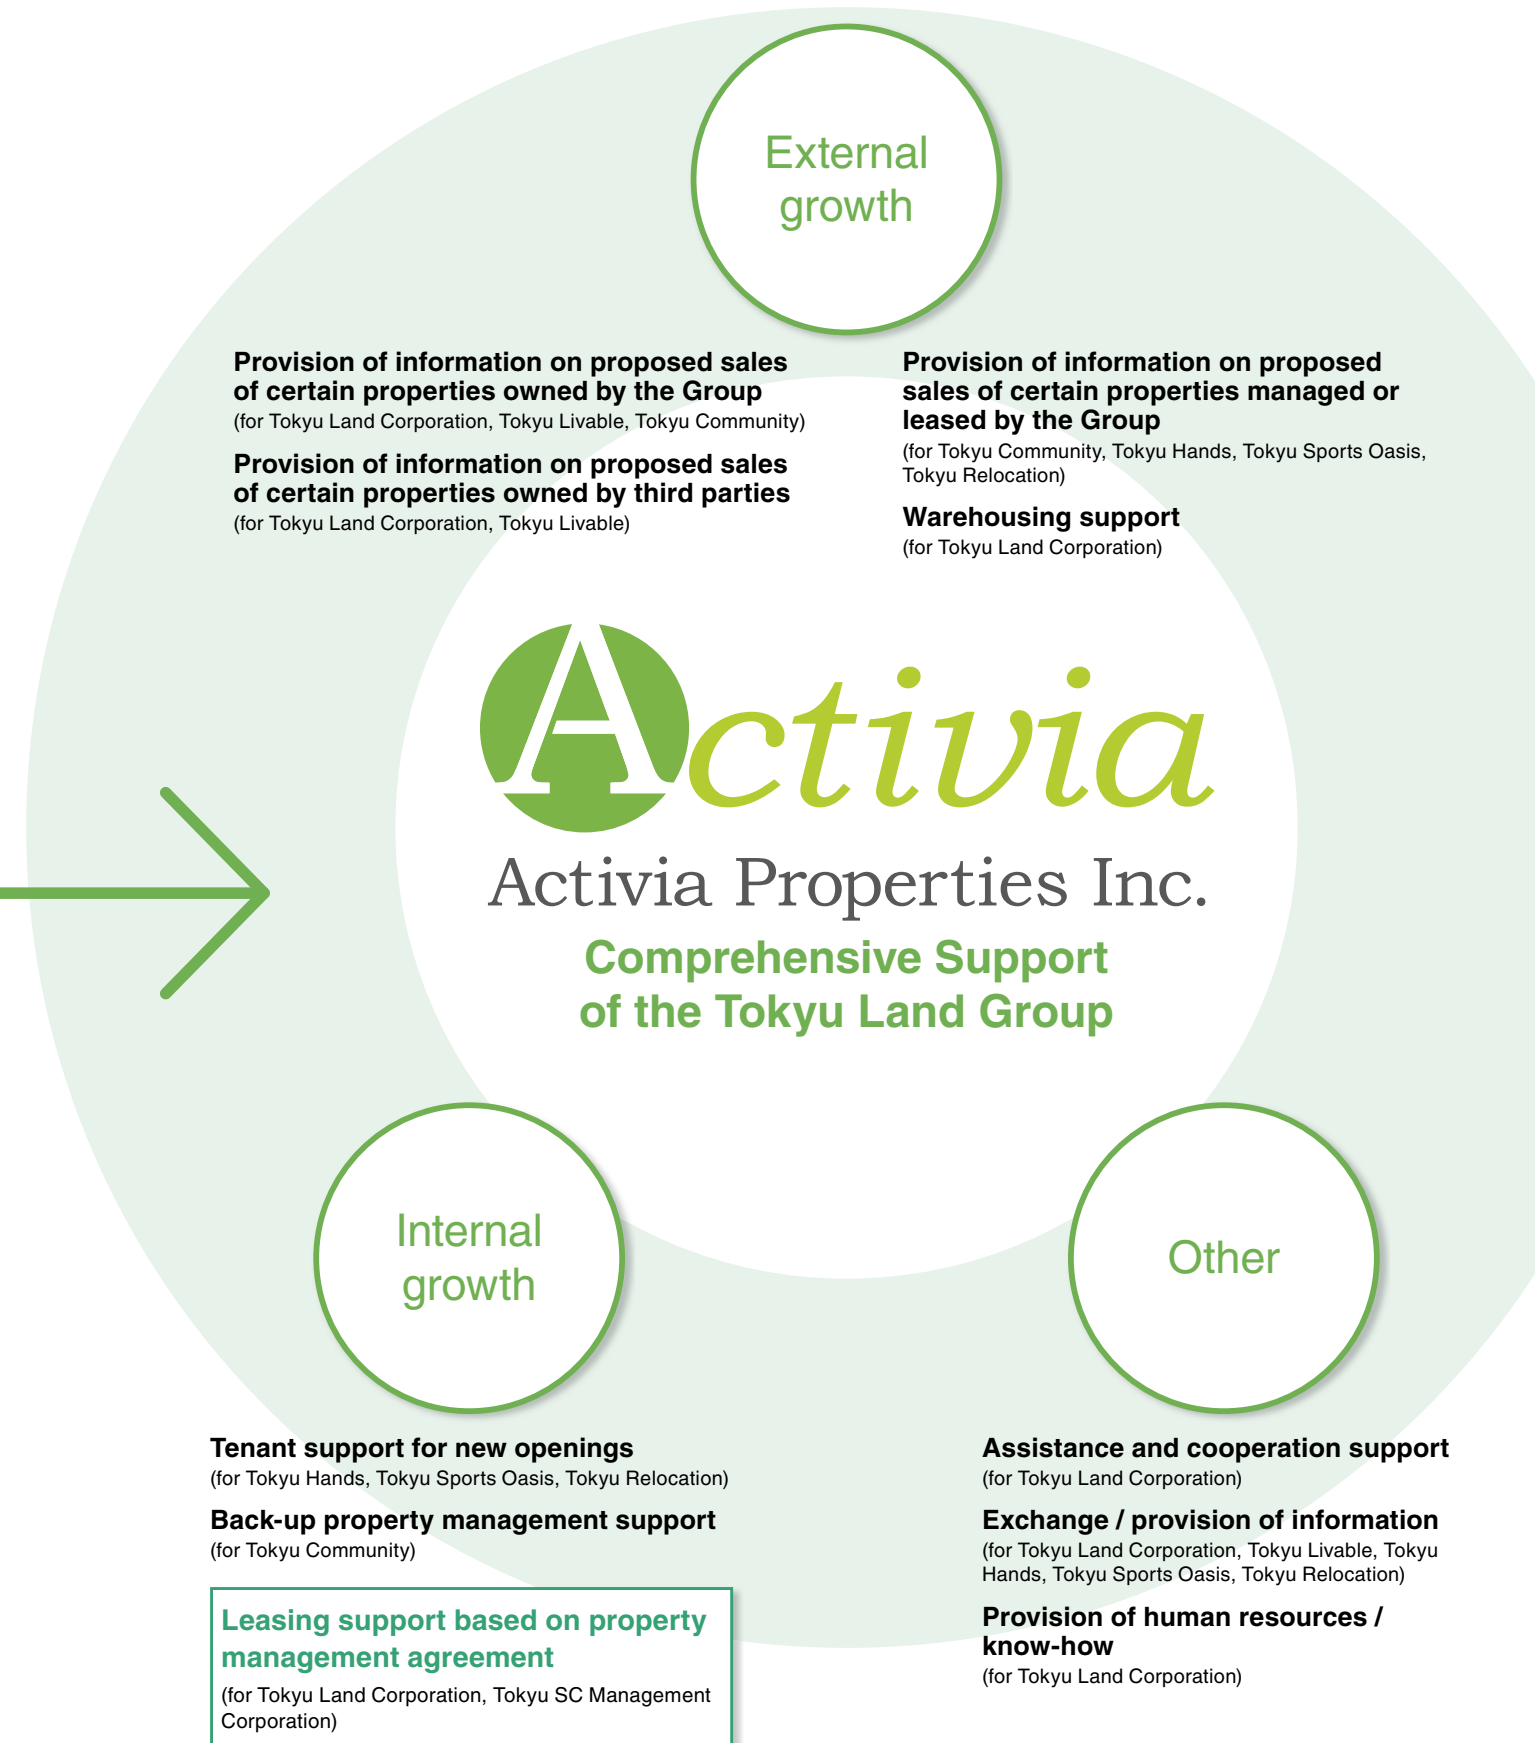 External
growth
Provision of information on proposed sales
of certain properties owned by the Group
(for Tokyu Land Corporation, Tokyu Livable, Tokyu Community)
Provision of information on proposed sales
of certain properties owned by third parties
(for Tokyu Land Corporation, Tokyu Livable)
Provision of information on proposed
sales of certain properties managed or
leased by the Group
(for Tokyu Community, Tokyu Hands, Tokyu Sports Oasis,
Tokyu Relocation)
Warehousing support
(for Tokyu Land Corporation)
Activia
Activia Properties Inc.
Comprehensive Support
of the Tokyu Land Group
Internal
growth
Tenant support for new openings
(for Tokyu Hands, Tokyu Sports Oasis, Tokyu Relocation)
Back-up property management support
(for Tokyu Community)
Leasing support based on property
management agreement
(for Tokyu Land Corporation, Tokyu SC Management
Corporation)
Other
Assistance and cooperation support
(for Tokyu Land Corporation)
Exchange / provision of information
(for Tokyu Land Corporation, Tokyu Livable, Tokyu
Hands, Tokyu Sports Oasis, Tokyu Relocation)
Provision of human resources /
know-how
(for Tokyu Land Corporation)